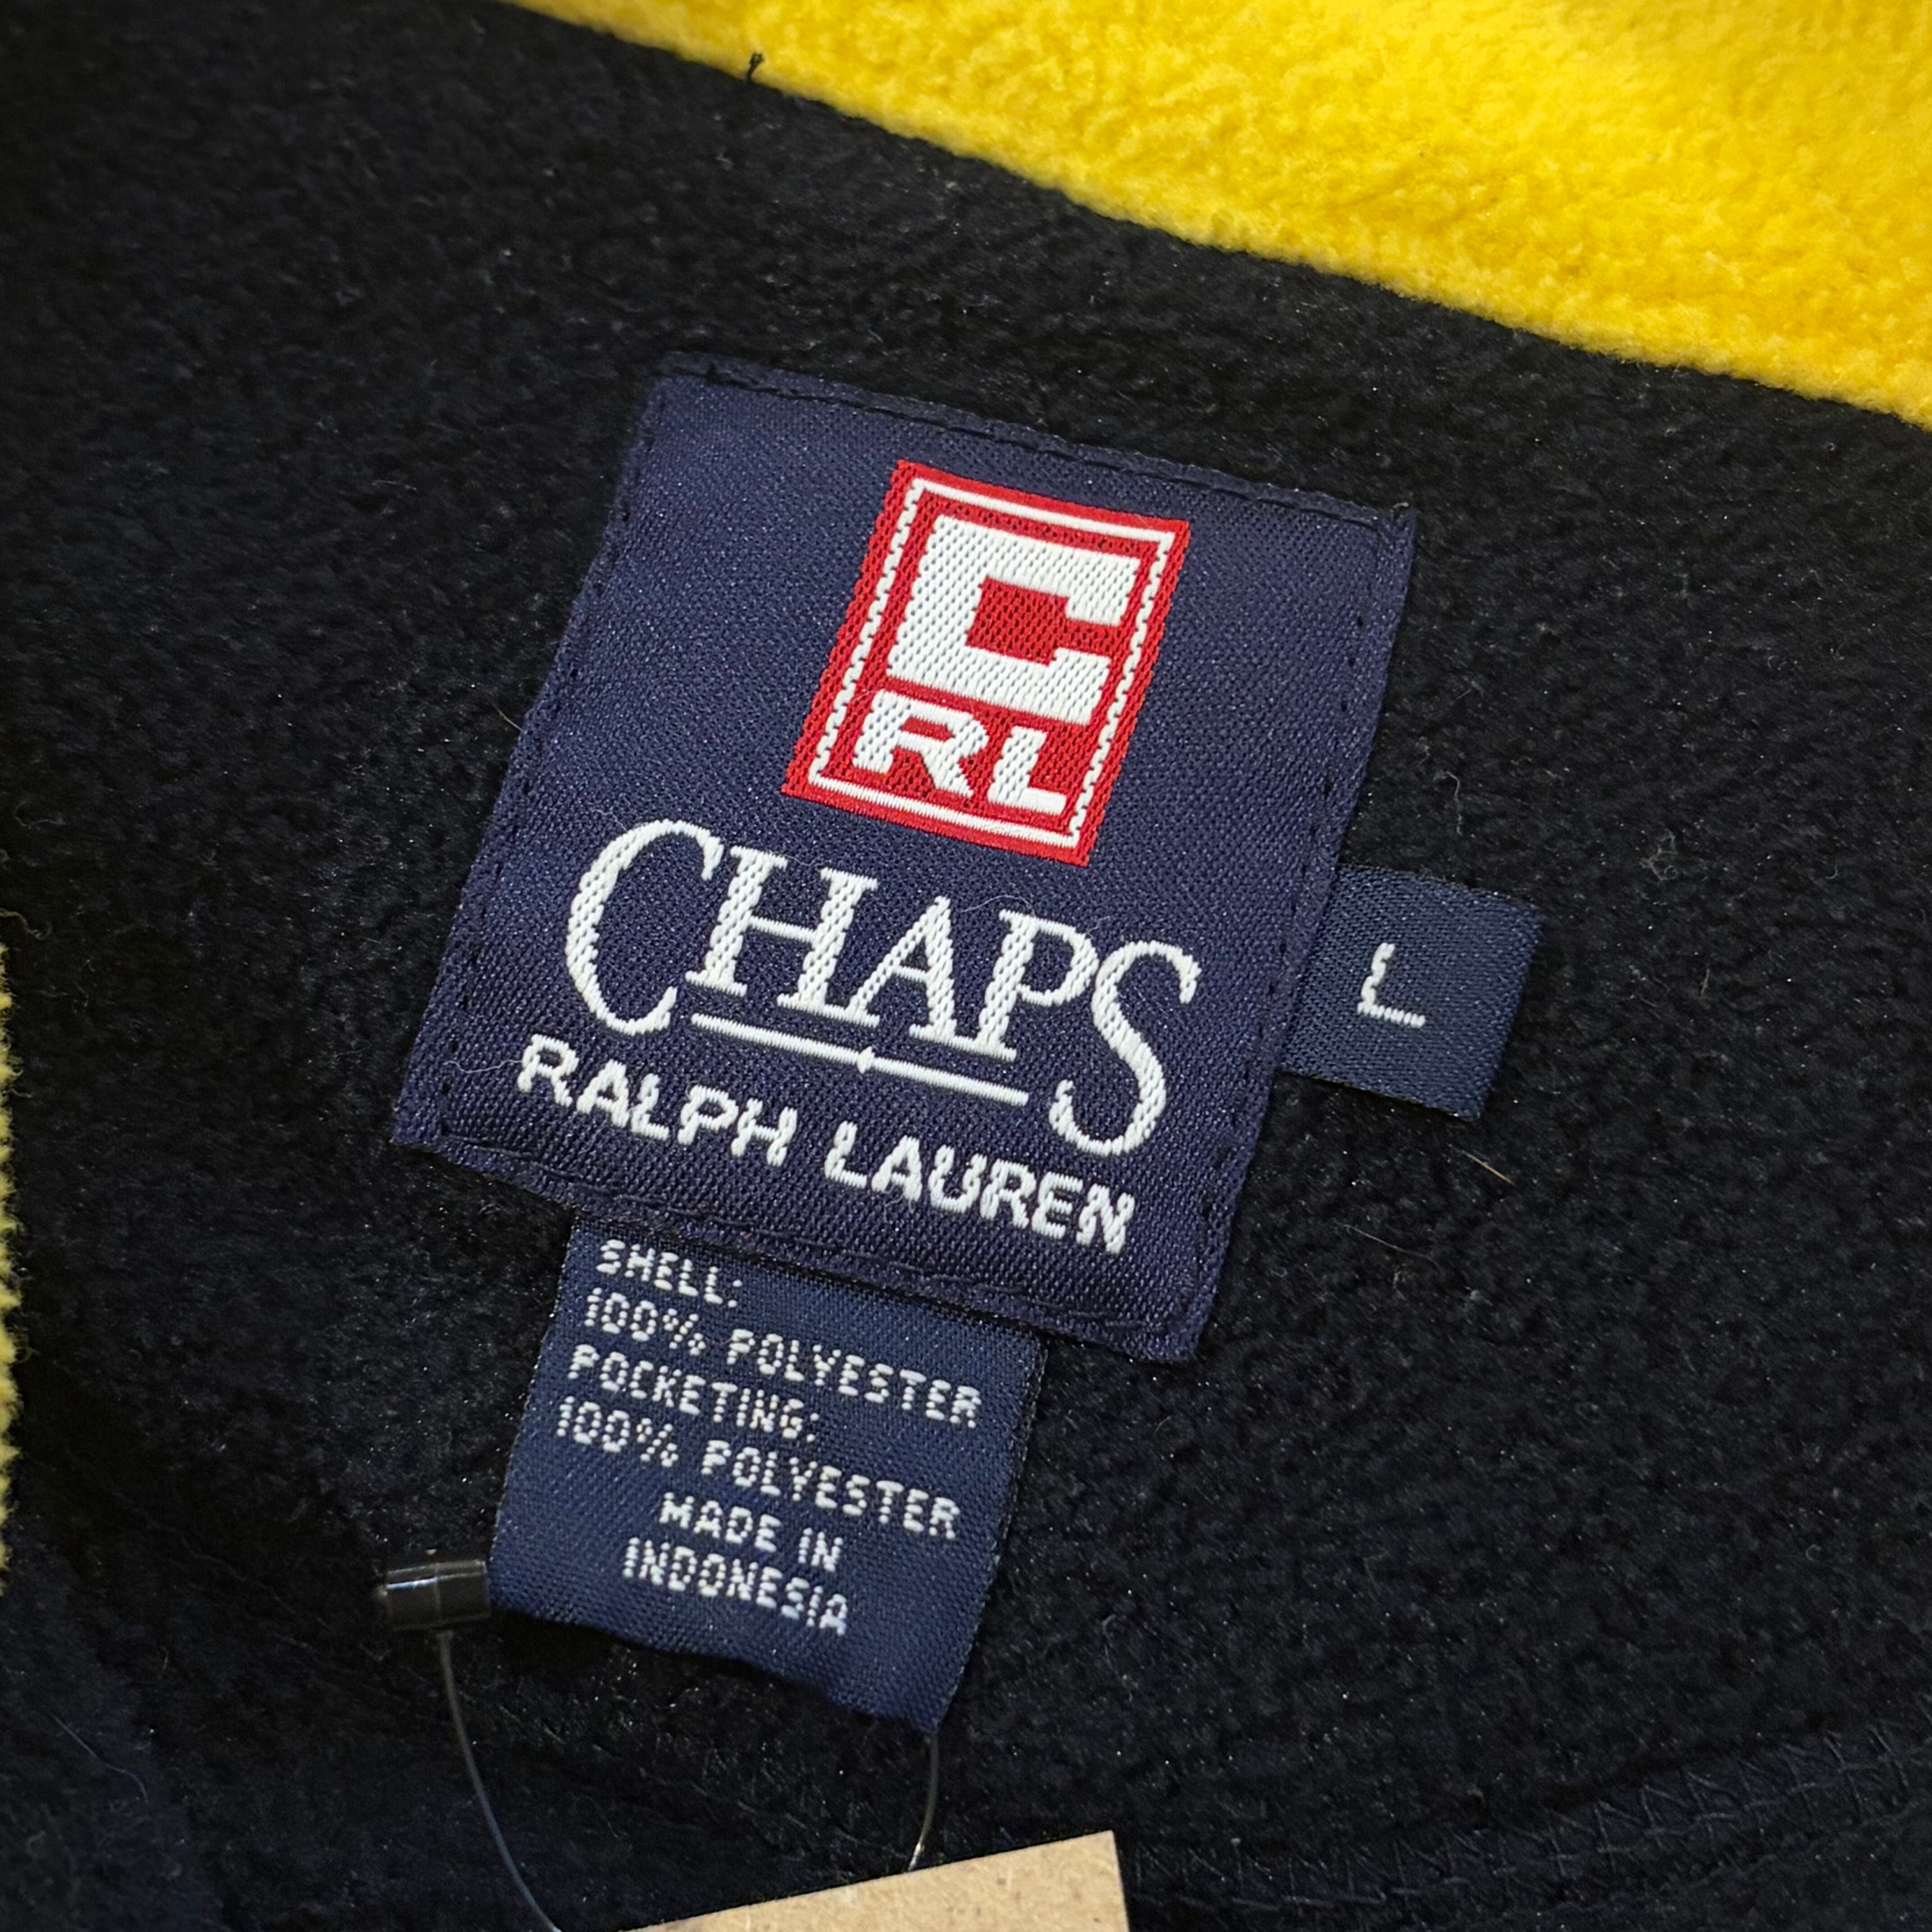 C
RL
CHAPS
RALPH LAUREN
L
SHELL:
100% POLYESTER
POCKETING:
100% POLYESTER
MADE IN
INDONESIA